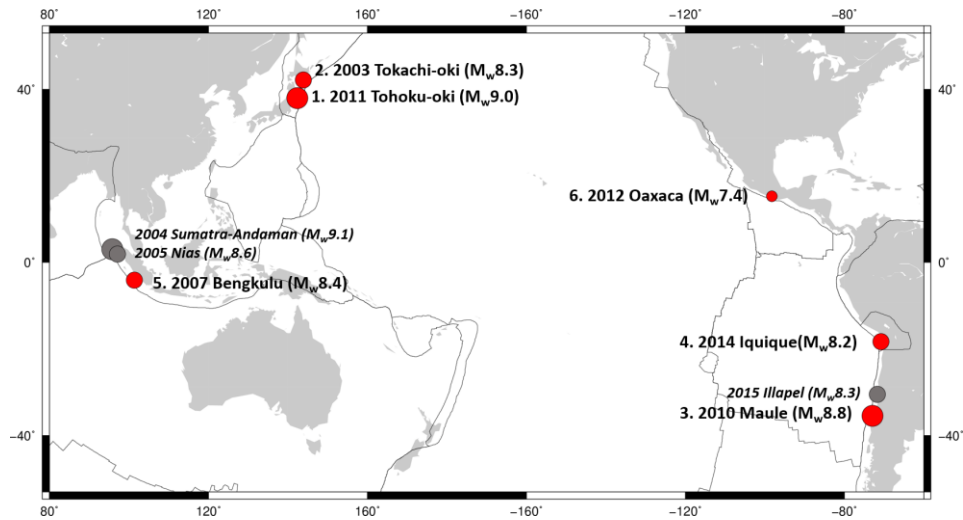 80˚ 120˚ 160˚ −160˚ −120˚ −80˚
2. 2003 Tokachi-oki (Mw8.3)
40˚ 1. 2011 Tohoku-oki (Mw9.0) 40˚
6. 2012 Oaxaca (Mw7.4)
2004 Sumatra-Andaman (Mw9.1)
2005 Nias (Mw8.6)
0˚ 0˚
5. 2007 Bengkulu (Mw8.4)
4. 2014 Iquique(Mw8.2)
2015 Illapel (Mw8.3)
3. 2010 Maule (Mw8.8)
−40˚ −40˚
80˚ 120˚ 160˚ −160˚ −120˚ −80˚